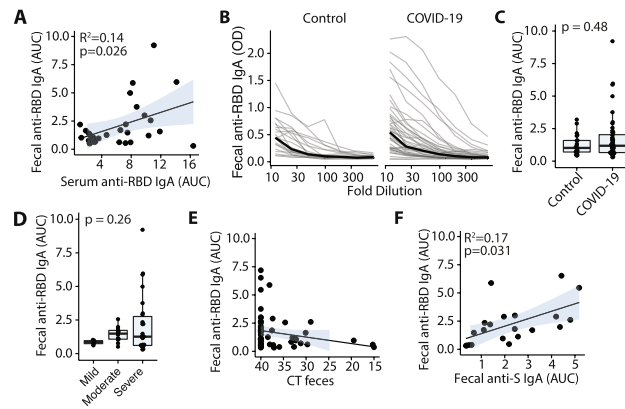 A
R²=0.14
p=0.026
Fecal anti-RBD IgA (AUC)
10.0
7.5
5.0
2.5
0.0
4 8 12 16
Serum anti-RBD IgA (AUC)
B
Control COVID-19
Fecal anti-RBD IgA (OD)
2.0
1.5
1.0
0.5
0.0
10 30 100 300 10 30 100 300
Fold Dilution
C
p = 0.48
Fecal anti-RBD IgA (AUC)
10.0
7.5
5.0
2.5
0.0
Control COVID-19
D
p = 0.26
Fecal anti-RBD IgA (AUC)
10.0
7.5
5.0
2.5
0.0
Mild Moderate Severe
E
Fecal anti-RBD IgA (AUC)
10.0
7.5
5.0
2.5
0.0
40 35 25 30 20 15
CT feces
F
R²=0.17
p=0.031
Fecal anti-RBD IgA (AUC)
10.0
7.5
5.0
2.5
0.0
1 2 3 4 5
Fecal anti-S IgA (AUC)